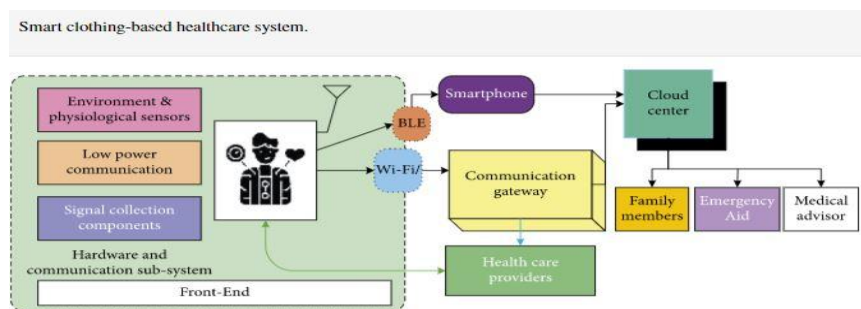 Smart clothing-based healthcare system.
Environment &
physiological sensors
Low power
communication
Signal collection
components
Hardware and
communication sub-system
Front-End
BLE
Wi-Fi/
Smartphone
Communication
gateway
Health care
providers
Cloud
center
Family
members
Emergency
Aid
Medical
advisor